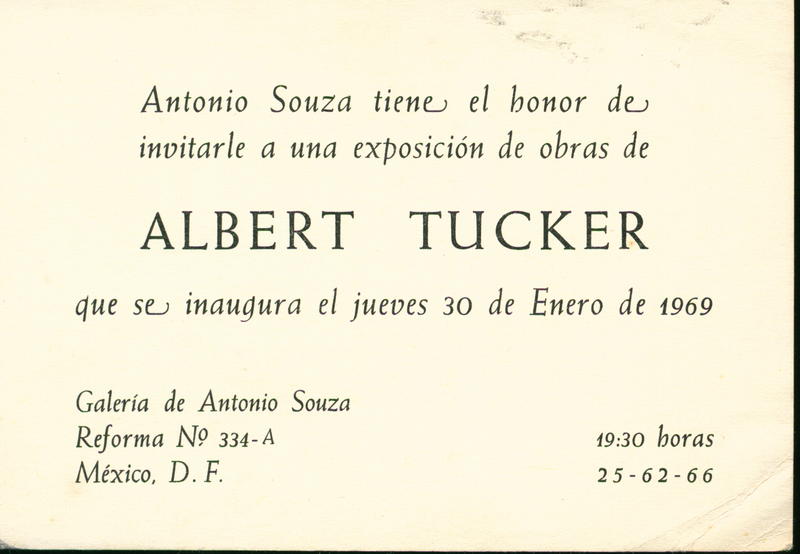 Antonio Souza tiene el honor de
invitarle a una exposición de obras de
ALBERT TUCKER
que se inaugura el jueves 30 de Enero de 1969
Galería de Antonio Souza
Reforma Nº 334-A
19:30 horas
México, D. F.
25-62-66